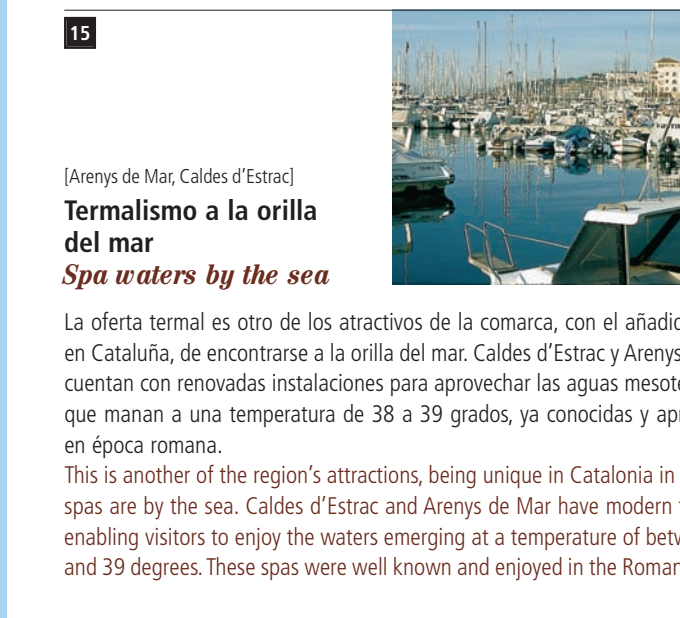 15
[Arenys de Mar, Caldes d'Estrac]
Termalismo a la orilla
del mar
Spa waters by the sea
La oferta termal es otro de los atractivos de la comarca, con el
en Cataluña, de encontrarse a la orilla del mar. Caldes d'Estrac y Arenys
cuentan con renovadas instalaciones para aprovechar las aguas
que manan a una temperatura de 38 a 39 grados, ya conocidas y
en época romana.
This is another of the region's attractions, being unique in Catalonia in
spas are by the sea. Caldes d'Estrac and Arenys de Mar have modern
enabling visitors to enjoy the waters emerging at a temperature of
and 39 degrees. These spas were well known and enjoyed in the Roman